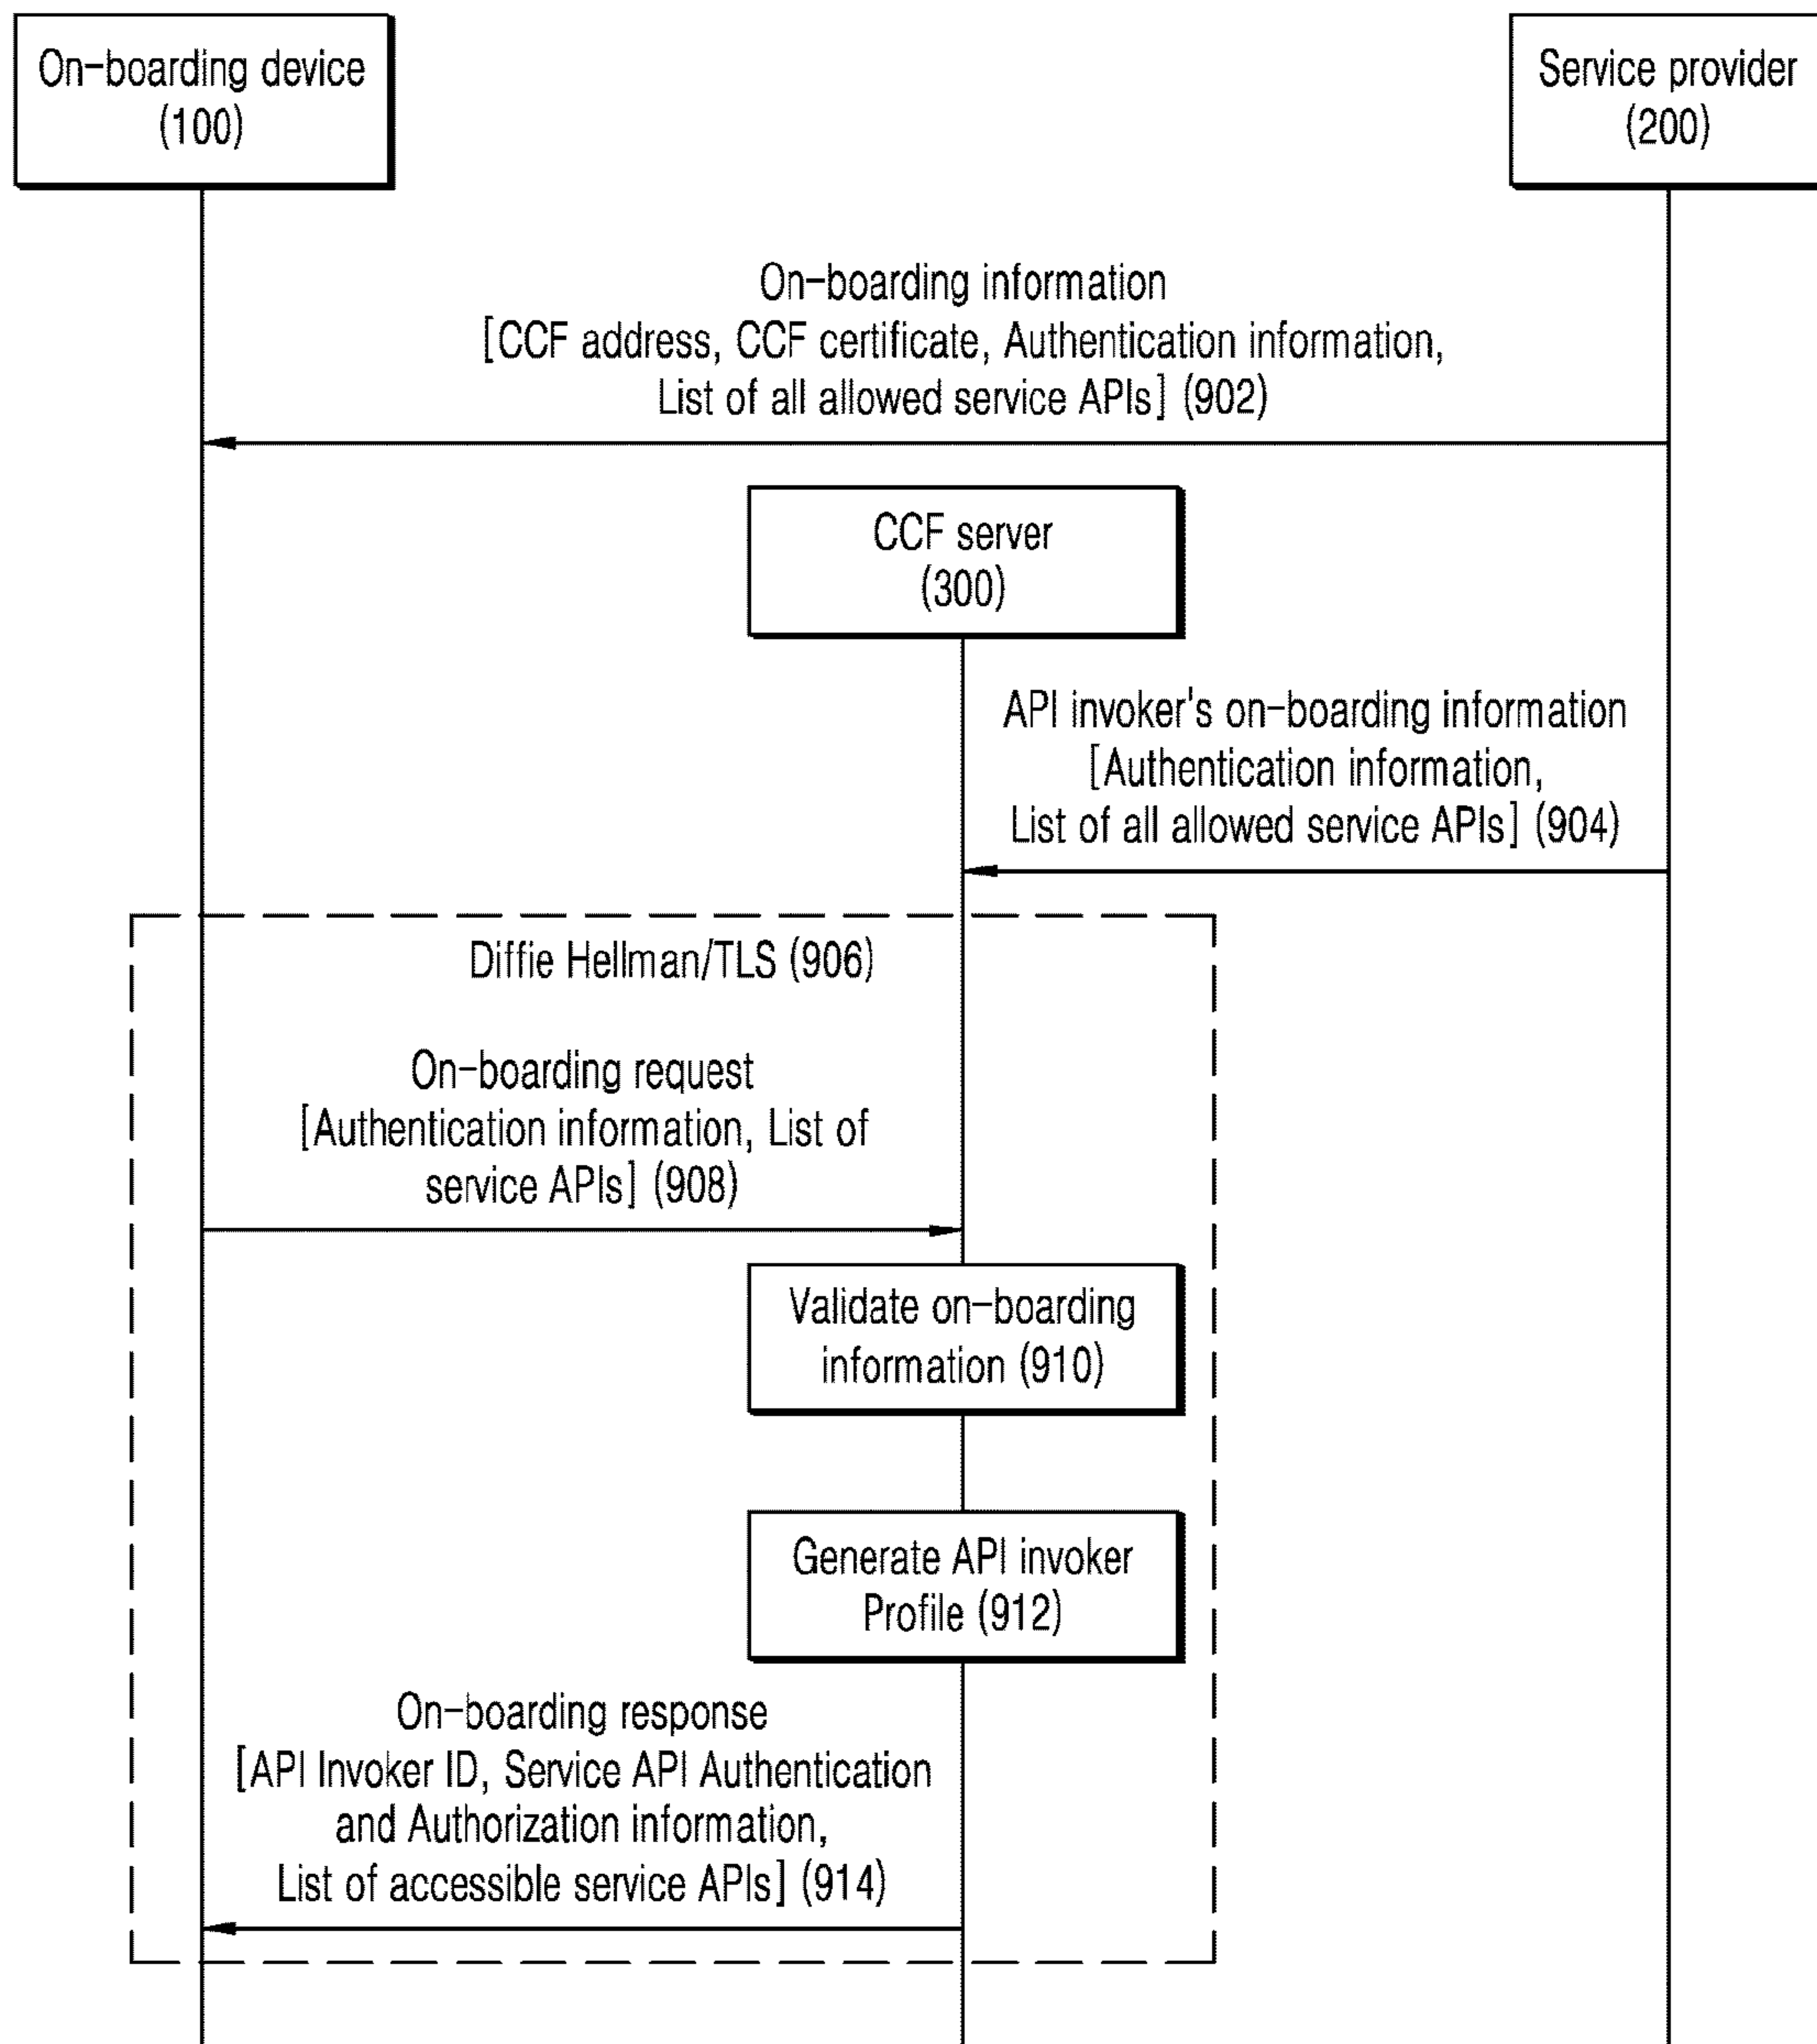 On-boarding device
(100)
Service provider
(200)
On-boarding information
[CCF address, CCF certificate, Authentication information,
List of all allowed service APIs] (902)
CCF server
(300)
API invoker's on-boarding information
[Authentication information,
List of all allowed service APIs] (904)
Diffie Hellman/TLS (906)
On-boarding request
[Authentication information, List of
service APIs] (908)
Validate on-boarding
information (910)
Generate API invoker
Profile (912)
On-boarding response
[API Invoker ID, Service API Authentication
and Authorization information,
List of accessible service APIs] (914)